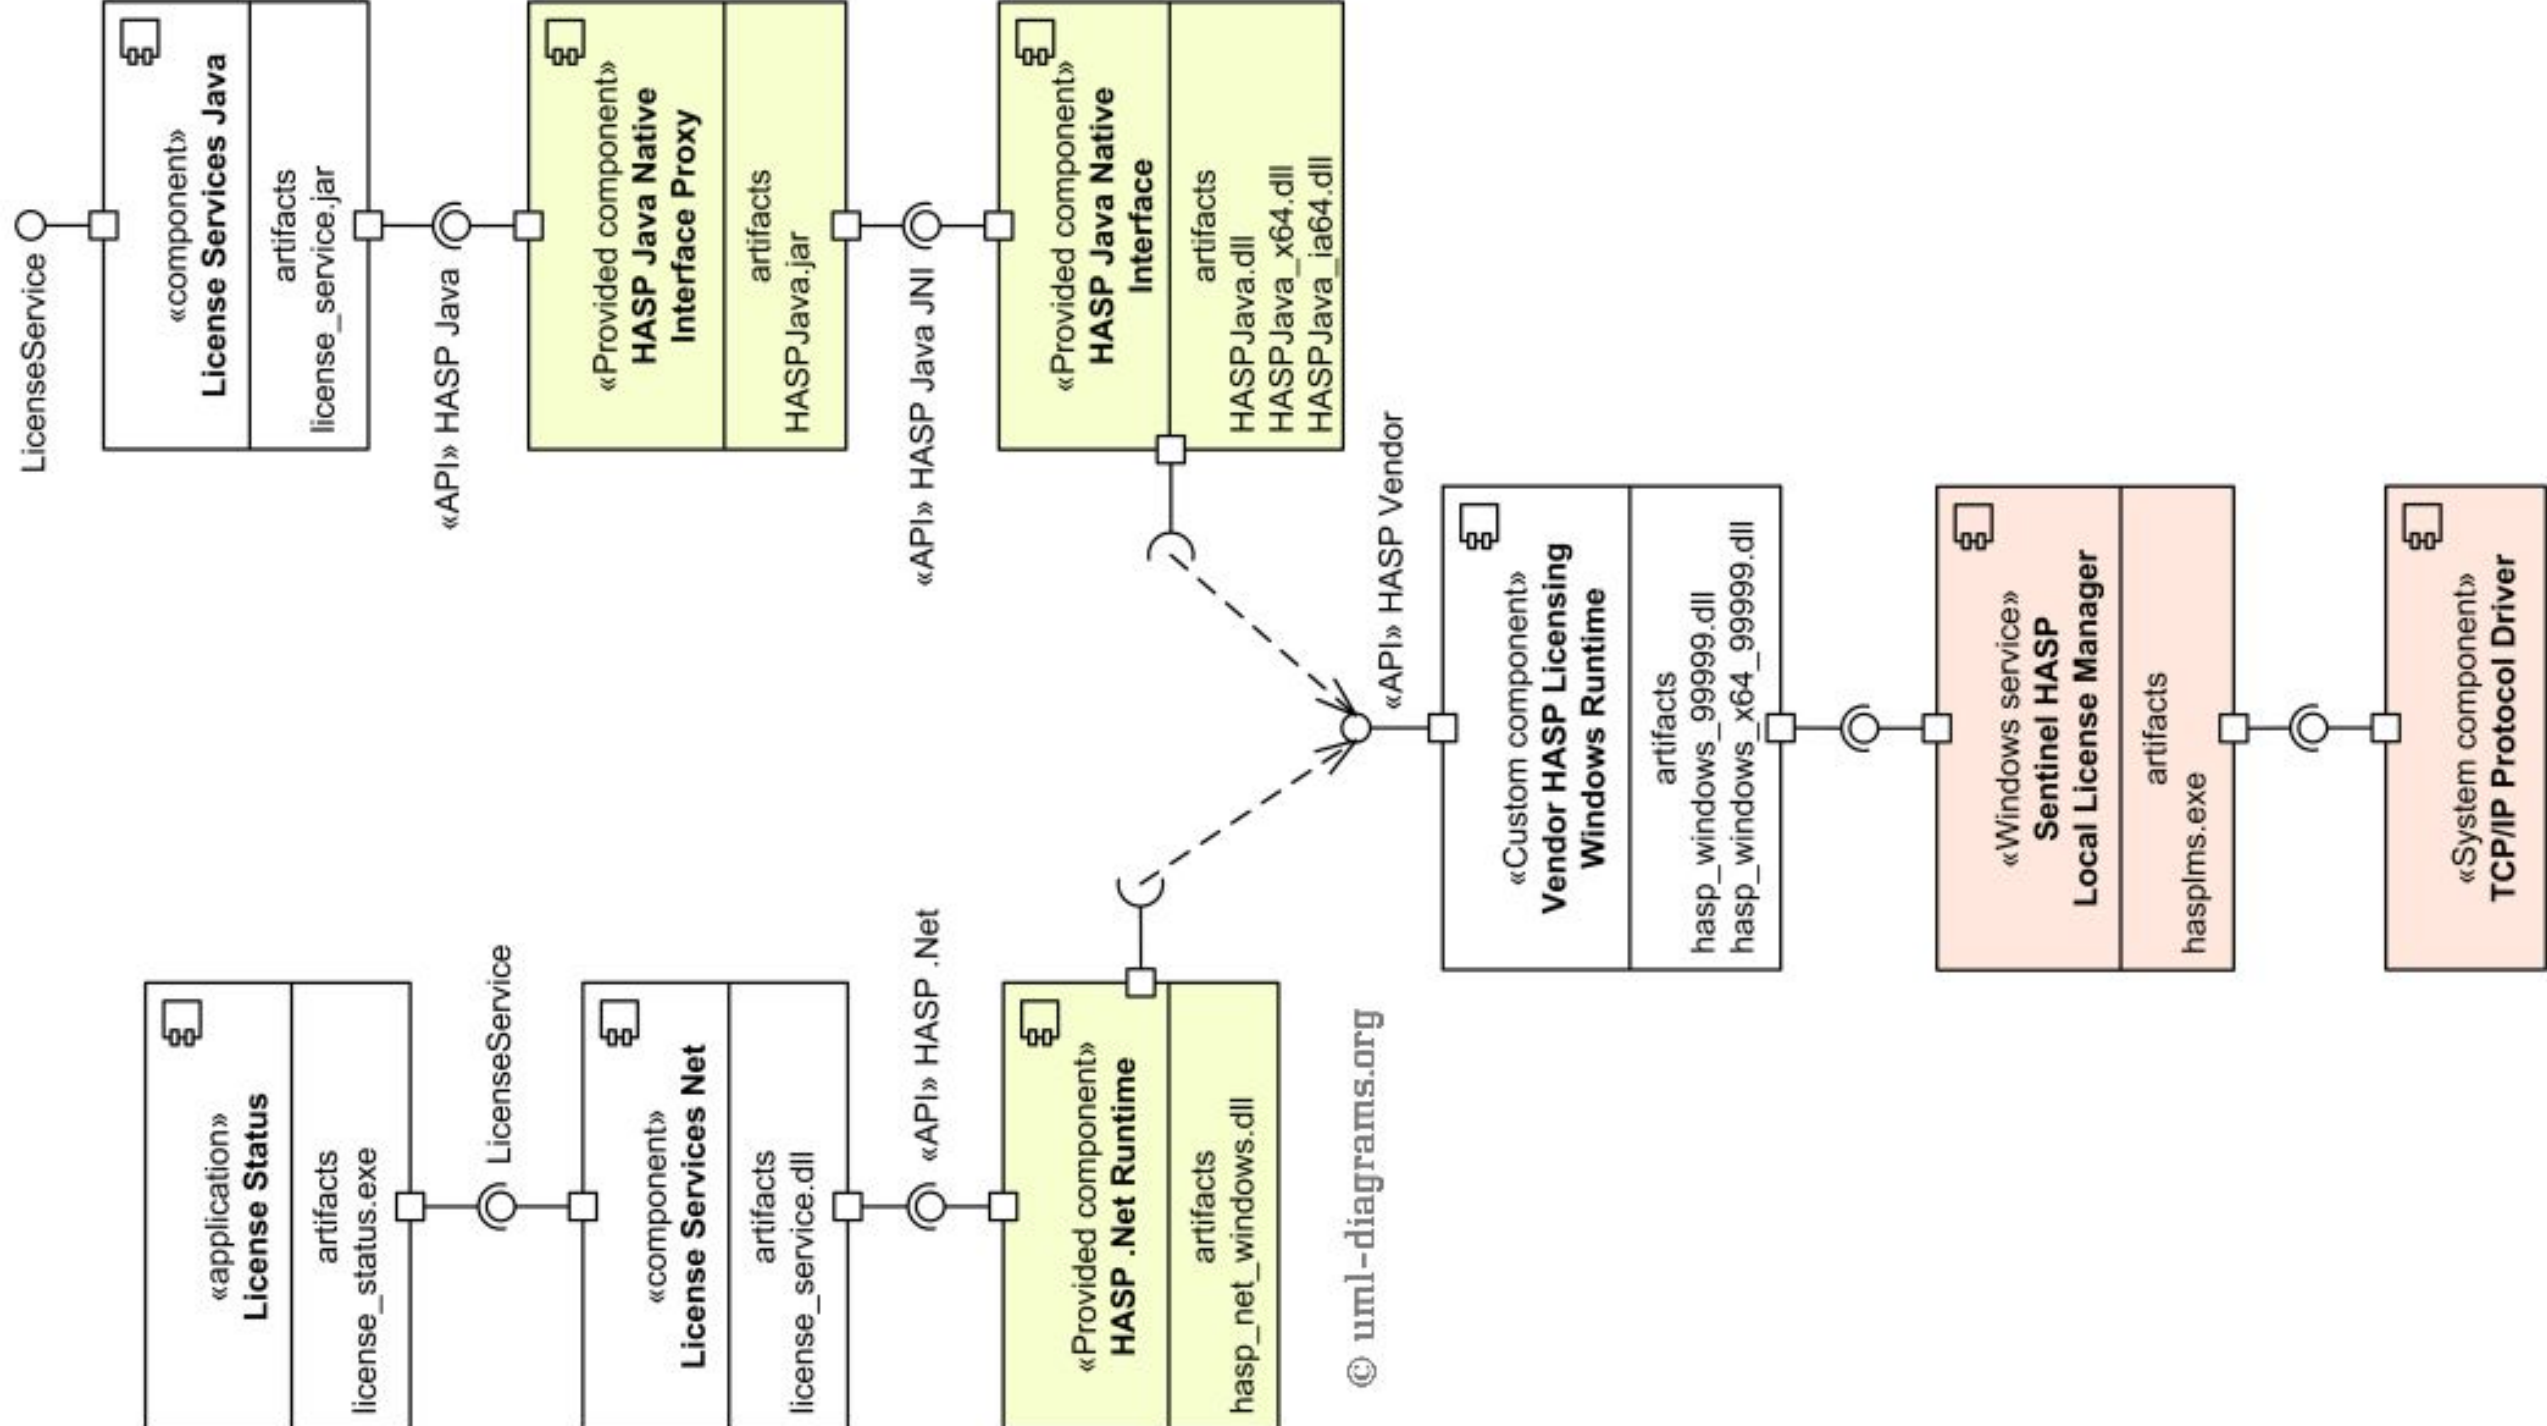 «application»
License Status
artifacts
license_status.exe
LicenseService
«component»
License Services Net
artifacts
license_service.dll
«API» HASP .Net
«Provided component»
HASP .Net Runtime
artifacts
hasp_net_windows.dll
LicenseService
«component»
License Services Java
artifacts
license_service.jar
«API» HASP Java
«Provided component»
HASP Java Native
Interface Proxy
artifacts
HASPJava.jar
«API» HASP Java JNI
«Provided component»
HASP Java Native
Interface
artifacts
HASPJava.dll
HASPJava_x64.dll
HASPJava_ia64.dll
«API» HASP Vendor
«Custom component»
Vendor HASP Licensing
Windows Runtime
artifacts
hasp_windows_99999.dll
hasp_windows_x64_99999.dll
«Windows service»
Sentinel HASP
Local License Manager
artifacts
hasplms.exe
«System component»
TCP/IP Protocol Driver
© uml-diagrams.org